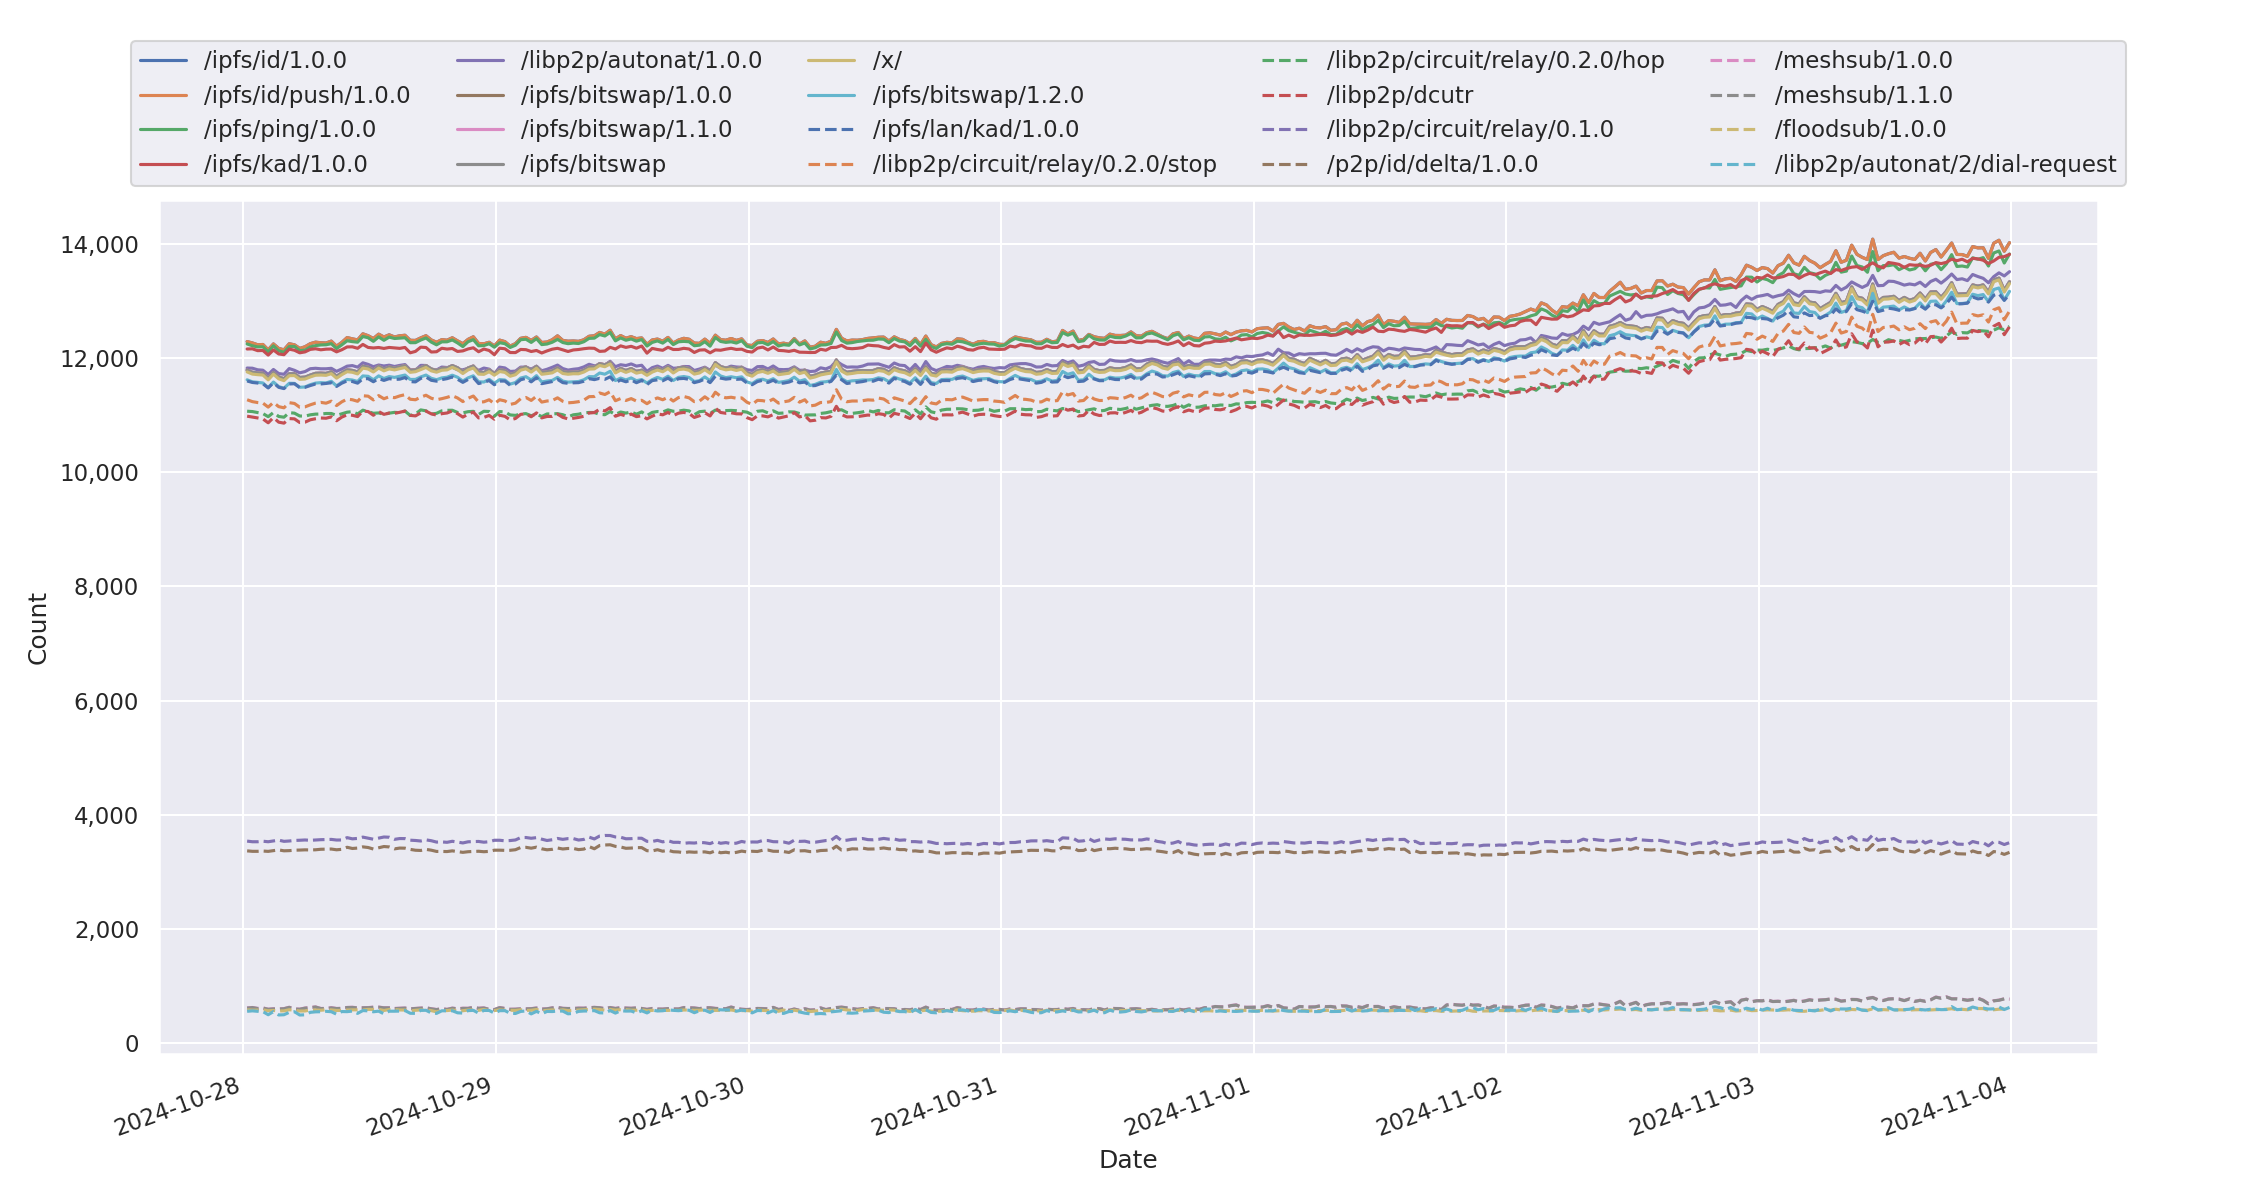 /ipfs/id/1.0.0
/ipfs/id/push/1.0.0
/ipfs/ping/1.0.0
/ipfs/kad/1.0.0
/libp2p/autonat/1.0.0
/ipfs/bitswap/1.0.0
/ipfs/bitswap/1.1.0
/ipfs/bitswap
/x/
/ipfs/bitswap/1.2.0
/ipfs/lan/kad/1.0.0
/libp2p/circuit/relay/0.2.0/stop
/libp2p/circuit/relay/0.2.0/hop
/libp2p/dcutr
/libp2p/circuit/relay/0.1.0
/p2p/id/delta/1.0.0
/meshsub/1.0.0
/meshsub/1.1.0
/floodsub/1.0.0
/libp2p/autonat/2/dial-request
14,000
12,000
10,000
8,000
6,000
4,000
2,000
0
Count
2024-10-28
2024-10-29
2024-10-30
2024-10-31
2024-11-01
2024-11-02
2024-11-03
2024-11-04
Date